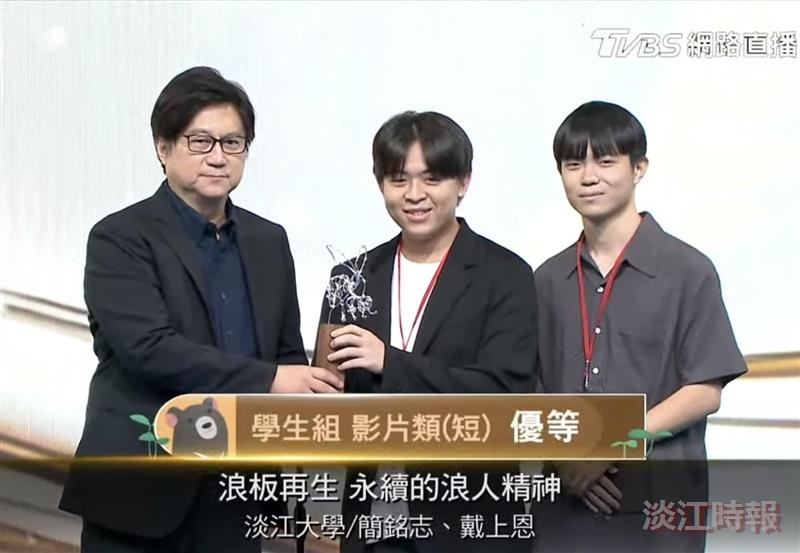 TVBS 網路直播
學生組 影片類(短) 優等
浪板再生 永續的浪人精神
淡江大學/簡銘志、戴上恩
淡江時報